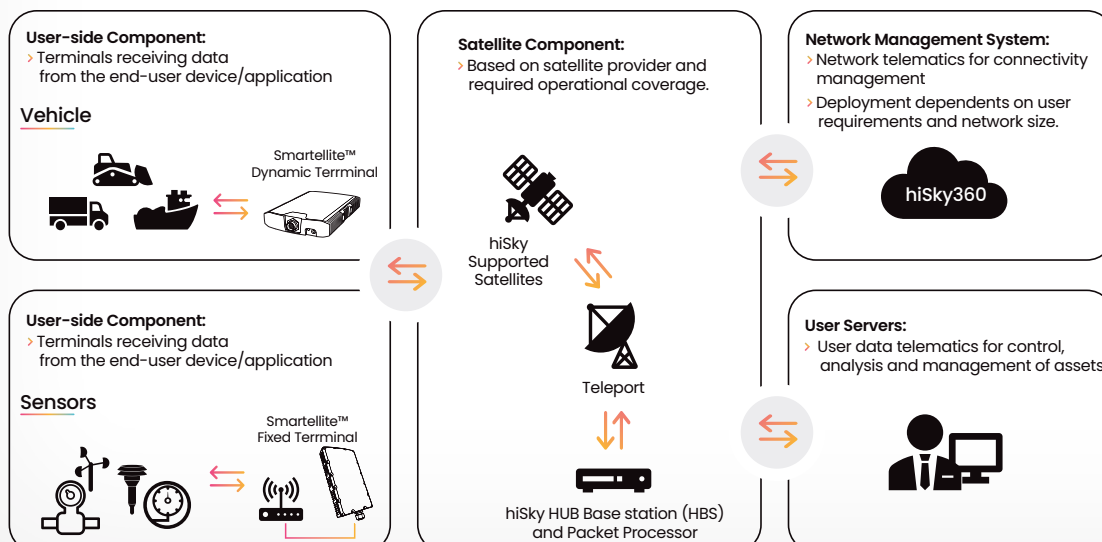 User-side Component:
› Terminals receiving data
from the end-user device/application
Vehicle
Smartellite™
Dynamic Terrminal
User-side Component:
› Terminals receiving data
from the end-user device/application
Sensors
Smartellite™
Fixed Terrminal
Satellite Component:
› Based on satellite provider and
required operational coverage.
hiSky
Supported
Satellites
Teleport
hiSky HUB Base station (HBS)
and Packet Processor
Network Management System:
› Network telematics for connectivity
management
› Deployment dependents on user
requirements and network size.
hiSky360
User Servers:
› User data telematics for control,
analysis and management of assets